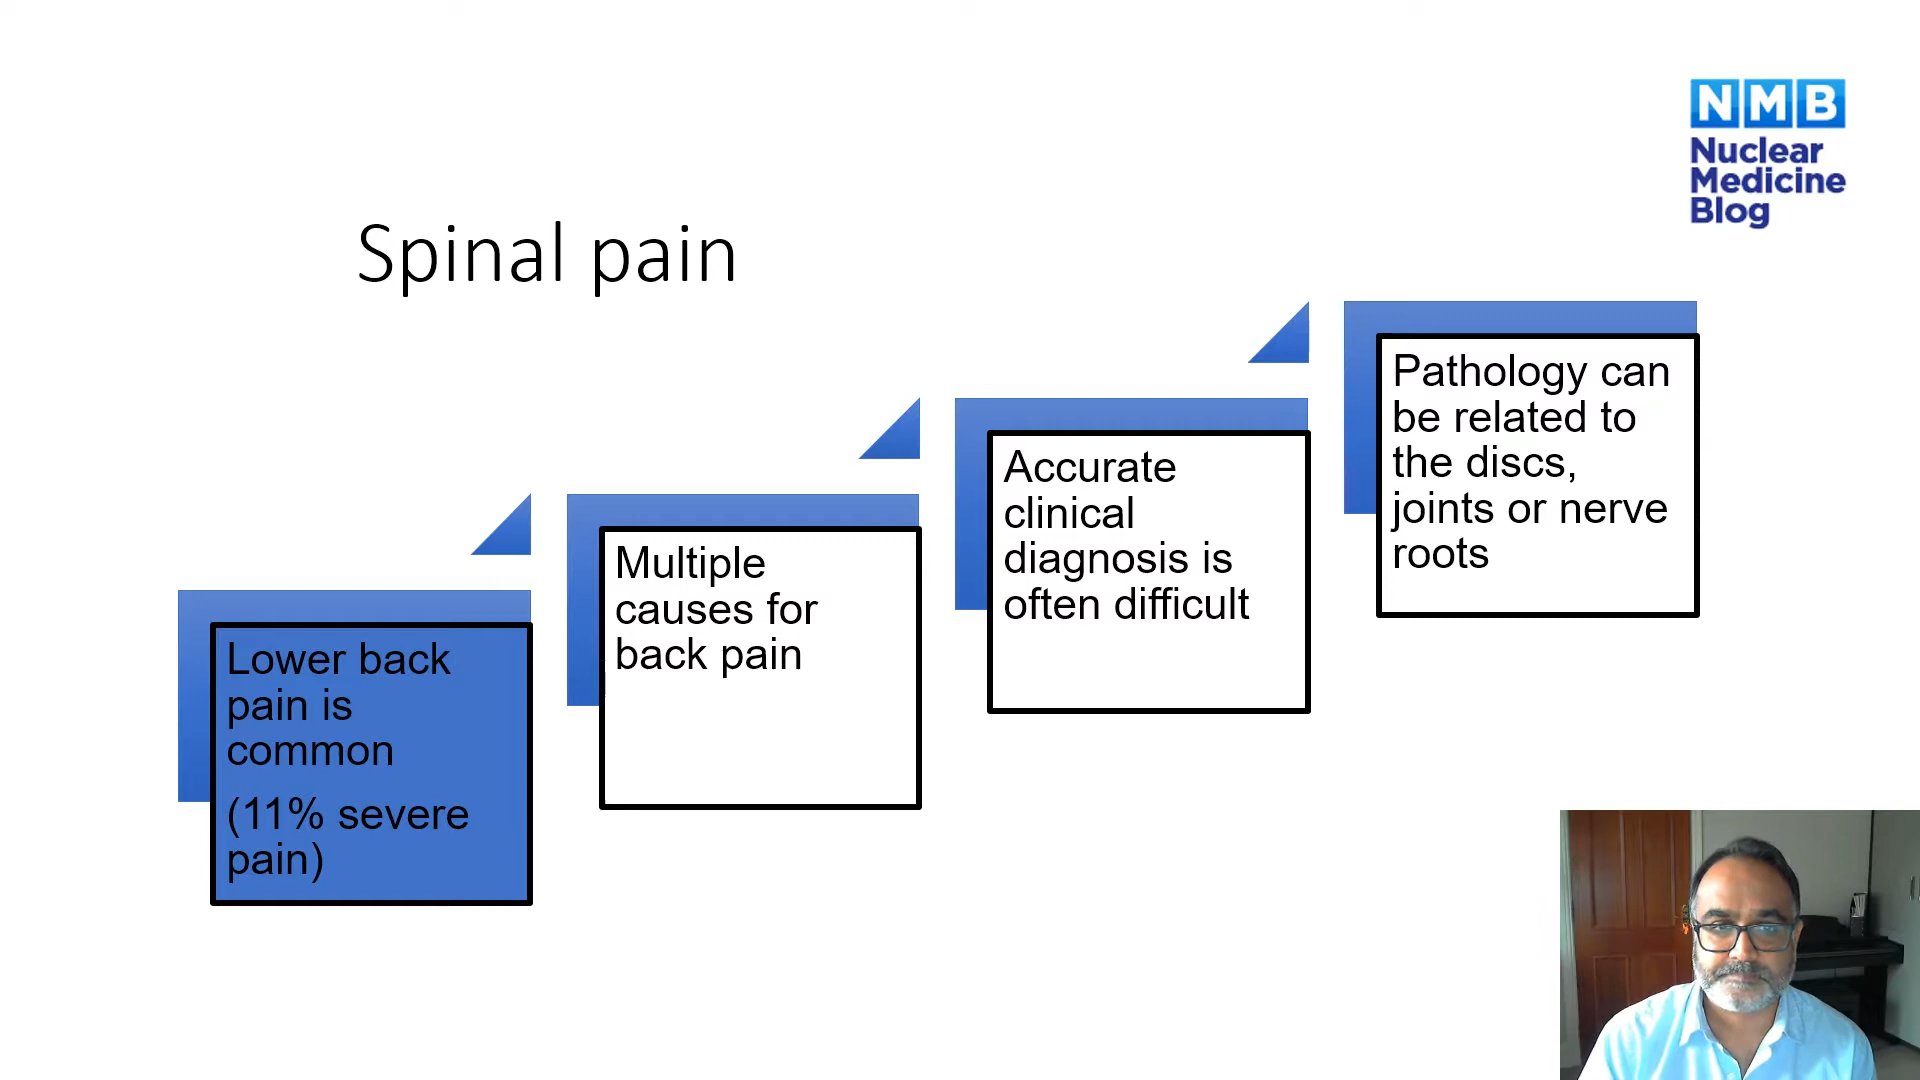 NMB
Nuclear
Medicine
Blog
Spinal pain
Lower back
pain is
common
(11% severe
pain)
Multiple
causes for
back pain
Accurate
clinical
diagnosis is
often difficult
Pathology can
be related to
the discs,
joints or nerve
roots